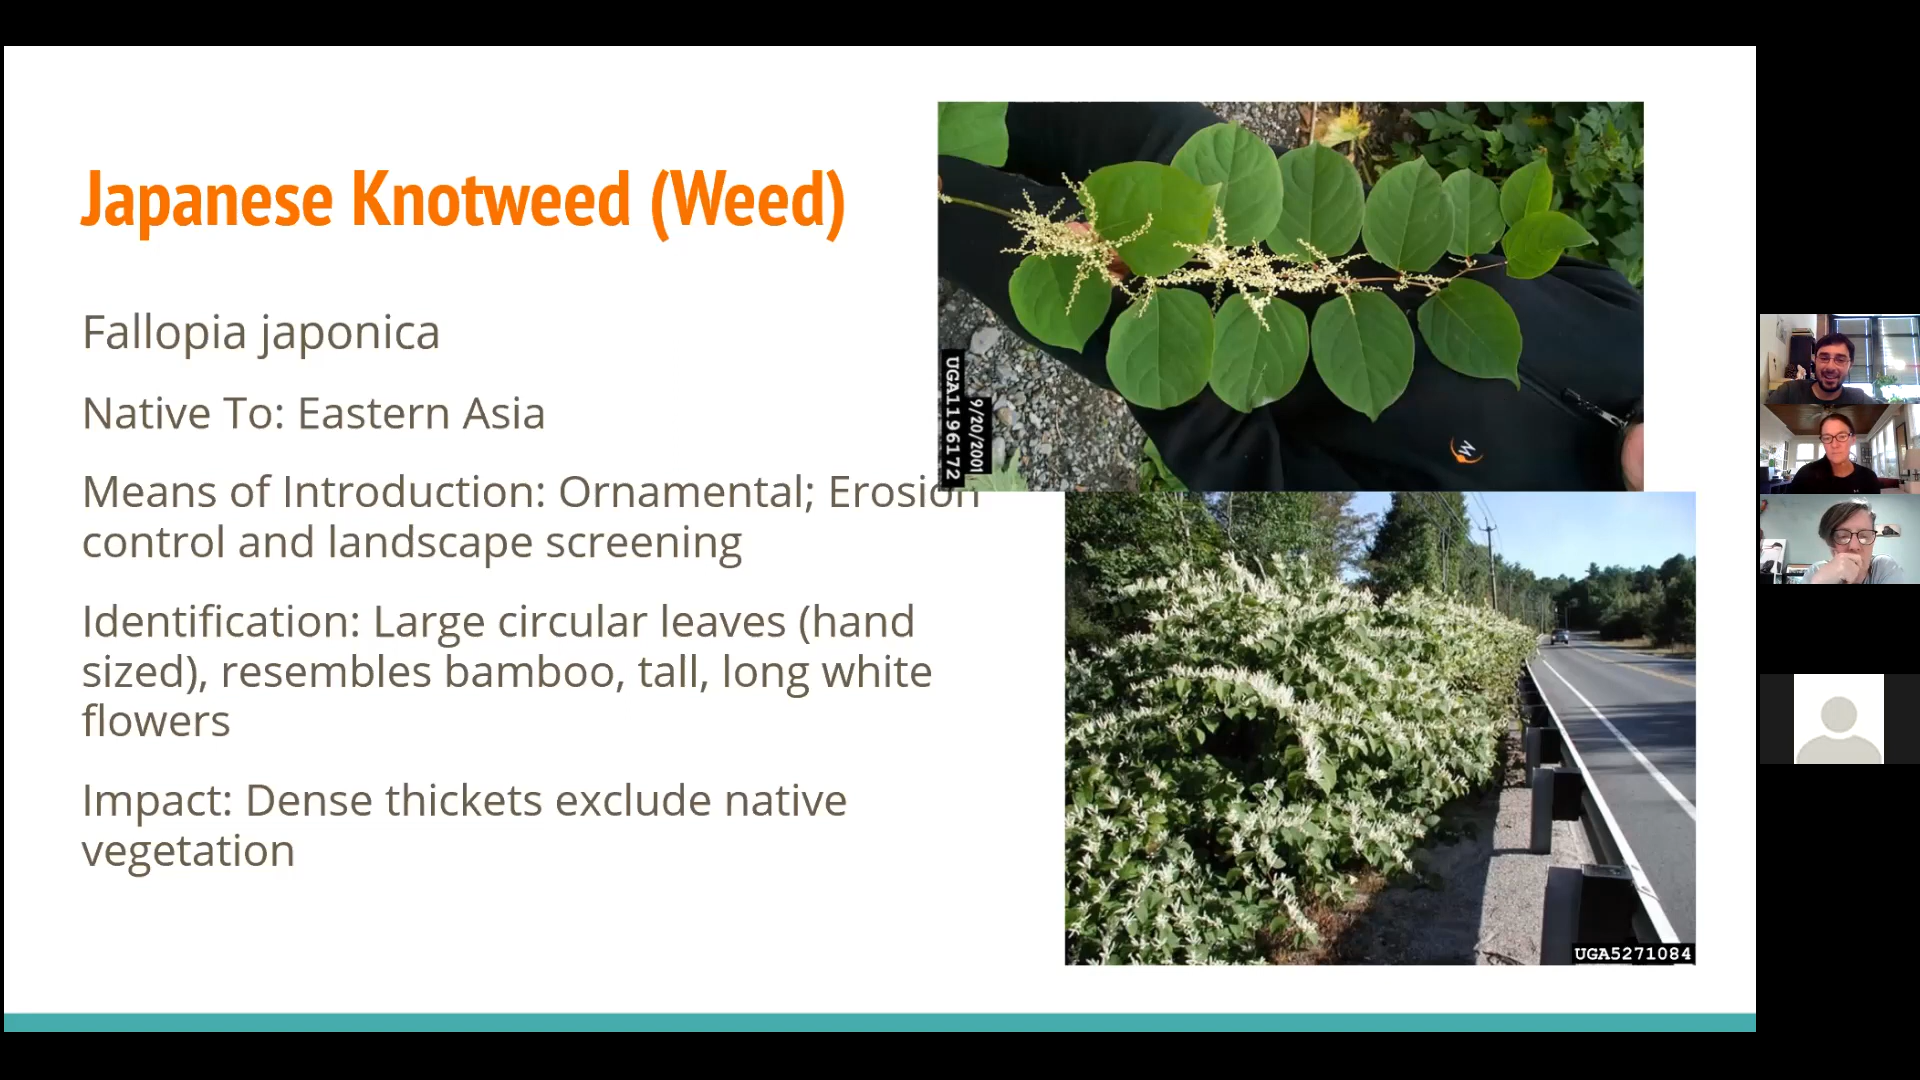 Japanese Knotweed (Weed)
Fallopia japonica
Native To: Eastern Asia
Means of Introduction: Ornamental; Erosion
control and landscape screening
Identification: Large circular leaves (hand
sized), resembles bamboo, tall, long white
flowers
Impact: Dense thickets exclude native
vegetation
UGA1196172
9/20/2001
UGA5271084